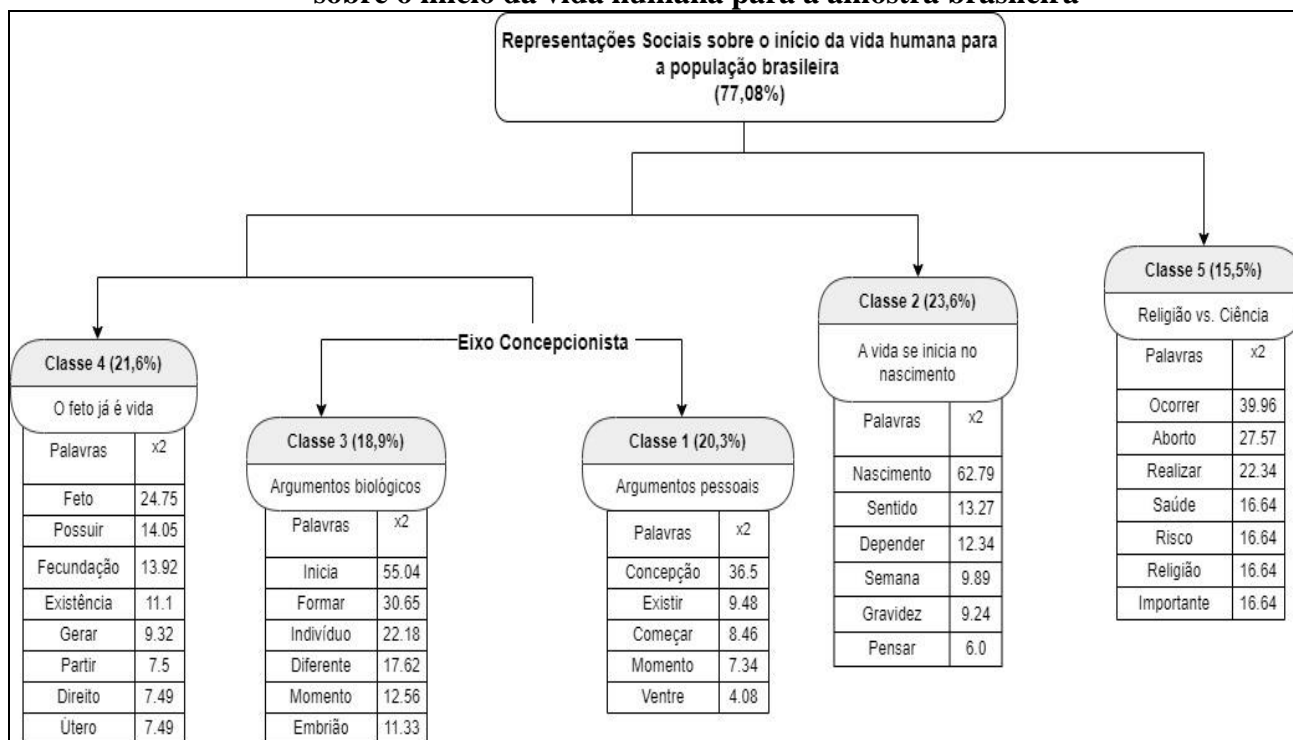 sobre o início da vida humana para a amostra brasileira
Representações Sociais sobre o início da vida humana para
a população brasileira
(77,08%)
Eixo Concepcionista
Classe 4 (21,6%)
O feto já é vida
Palavras x2
Feto 24.75
Possuir 14.05
Fecundação 13.92
Existência 11.1
Gerar 9.32
Partir 7.5
Direito 7.49
Útero 7.49
Classe 3 (18,9%)
Argumentos biológicos
Palavras x2
Inicia 55.04
Formar 30.65
Indivíduo 22.18
Diferente 17.62
Momento 12.56
Embrião 11.33
Classe 1 (20,3%)
Argumentos pessoais
Palavras x2
Concepção 36.5
Existir 9.48
Começar 8.46
Momento 7.34
Ventre 4.08
Classe 2 (23,6%)
A vida se inicia no
nascimento
Palavras x2
Nascimento 62.79
Sentido 13.27
Depender 12.34
Semana 9.89
Gravidez 9.24
Pensar 6.0
Classe 5 (15,5%)
Religião vs. Ciência
Palavras x2
Ocorrer 39.96
Aborto 27.57
Realizar 22.34
Saúde 16.64
Risco 16.64
Religião 16.64
Importante 16.64